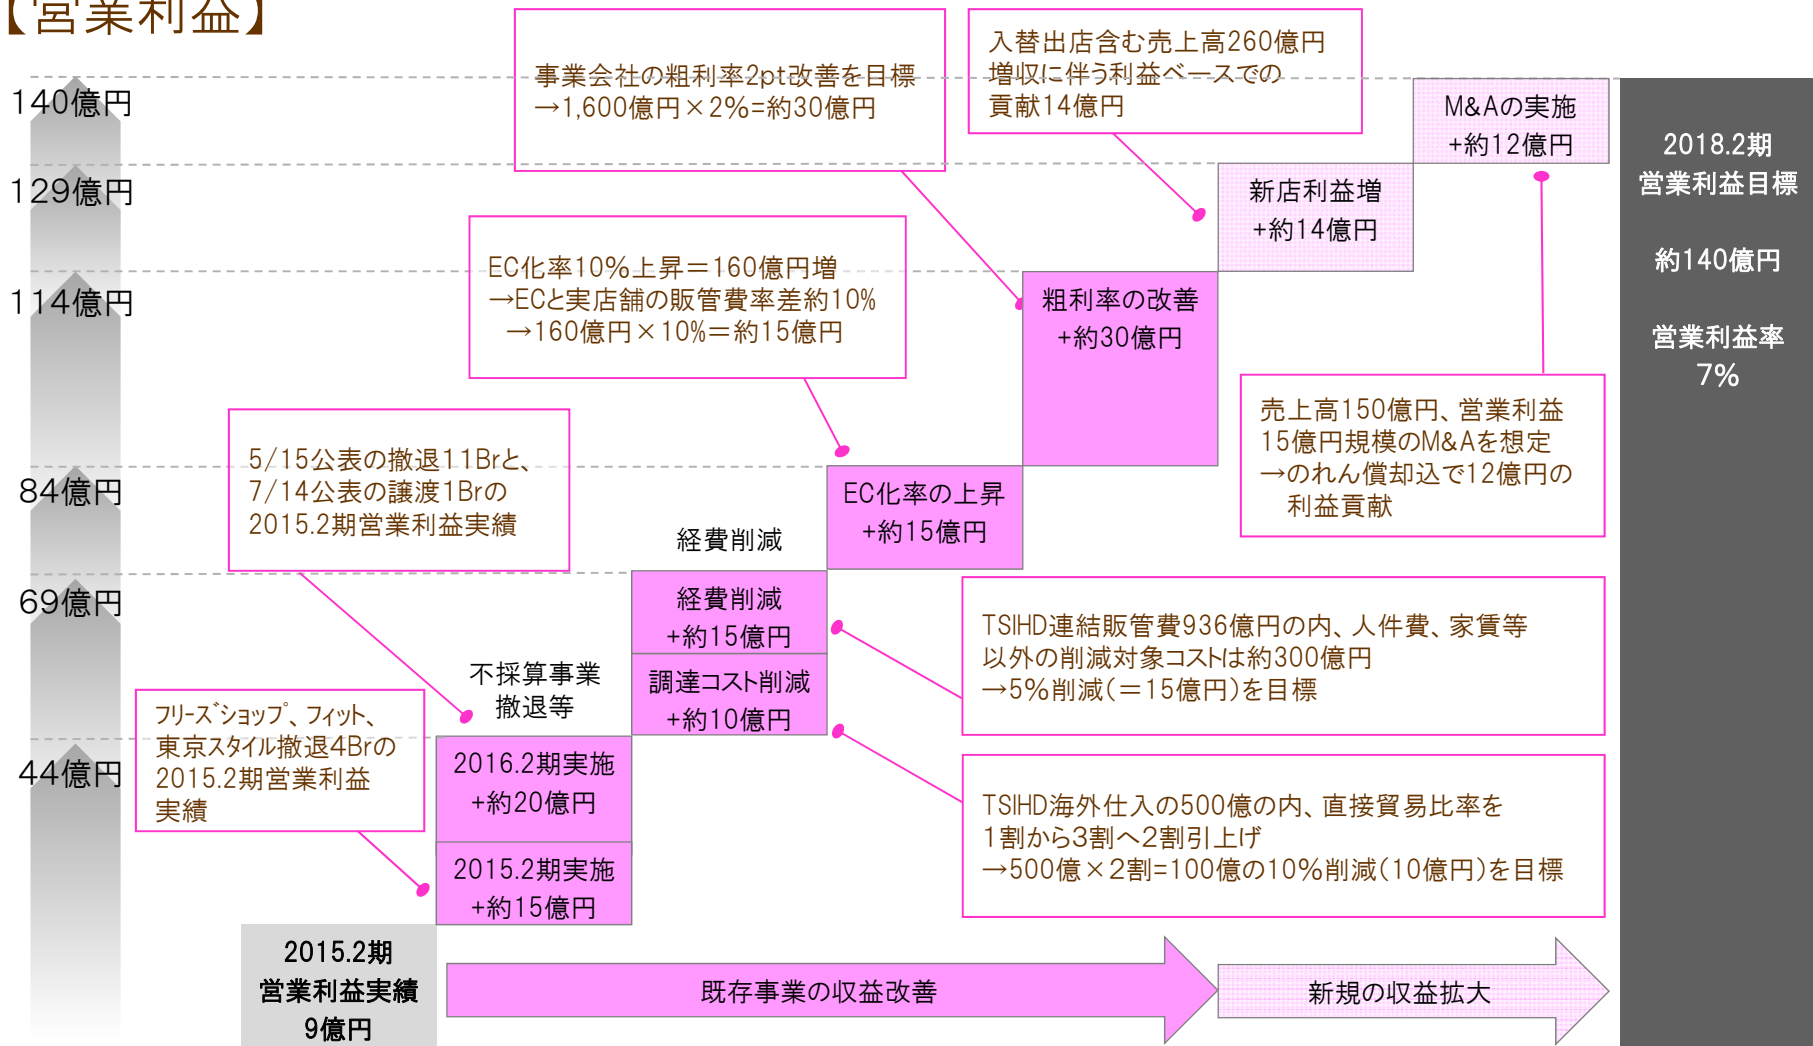 【営業利益】
140億円
129億円
114億円
84億円
69億円
44億円
事業会社の粗利率2pt改善を目標
→1,600億円×2%=約30億円
入替出店含む売上高260億円
増収に伴う利益ベースでの
貢献14億円
M&Aの実施
+約12億円
新店利益増
+約14億円
EC化率10%上昇＝160億円増
→ECと実店舗の販管費率差約10%
→160億円×10%＝約15億円
粗利率の改善
+約30億円
売上高150億円、営業利益
15億円規模のM&Aを想定
→のれん償却込で12億円の
利益貢献
5/15公表の撤退11Brと、
7/14公表の譲渡1Brの
2015.2期営業利益実績
EC化率の上昇
+約15億円
経費削減
経費削減
+約15億円
調達コスト削減
+約10億円
TSIHD連結販管費936億円の内、人件費、家賃等
以外の削減対象コストは約300億円
→5%削減（＝15億円）を目標
不採算事業
撤退等
フリーズショップ、フィット、
東京スタイル撤退4Brの
2015.2期営業利益
実績
2016.2期実施
+約20億円
2015.2期実施
+約15億円
TSIHD海外仕入の500億の内、直接貿易比率を
1割から3割へ2割引上げ
→500億×2割=100億の10%削減（10億円）を目標
2015.2期
営業利益実績
9億円
既存事業の収益改善
新規の収益拡大
2018.2期
営業利益目標
約140億円
営業利益率
7%